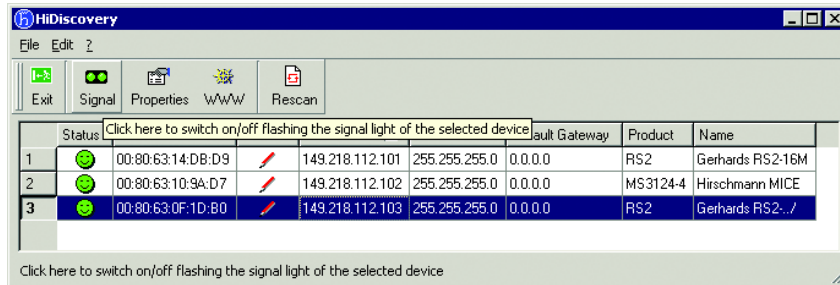 HiDiscovery
File Edit ?
Exit Signal Properties WWW Rescan
Click here to switch on/off flashing the signal light of the selected device
Status ault Gateway Product Name
1 00:80:63:14:DB:D9 149.218.112.101 255.255.255.0 0.0.0.0 RS2 Gerhards RS2-16M
2 00:80:63:10:9A:D7 149.218.112.102 255.255.255.0 0.0.0.0 MS3124-4 Hirschmann MICE
3 00:80:63:0F:1D:B0 149.218.112.103 255.255.255.0 0.0.0.0 RS2 Gerhards RS2-../
Click here to switch on/off flashing the signal light of the selected device